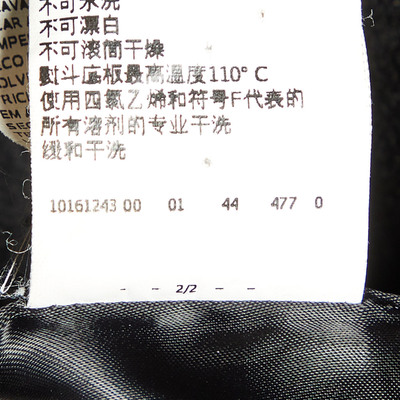 不可水洗
不可漂白
不可滚筒干燥
熨斗底板最高温度110° C
使用四氯乙烯和符号F代表的
所有溶剂的专业干洗
缓和干洗
10161243 00 01 44 477 0
- - 2/2 - -